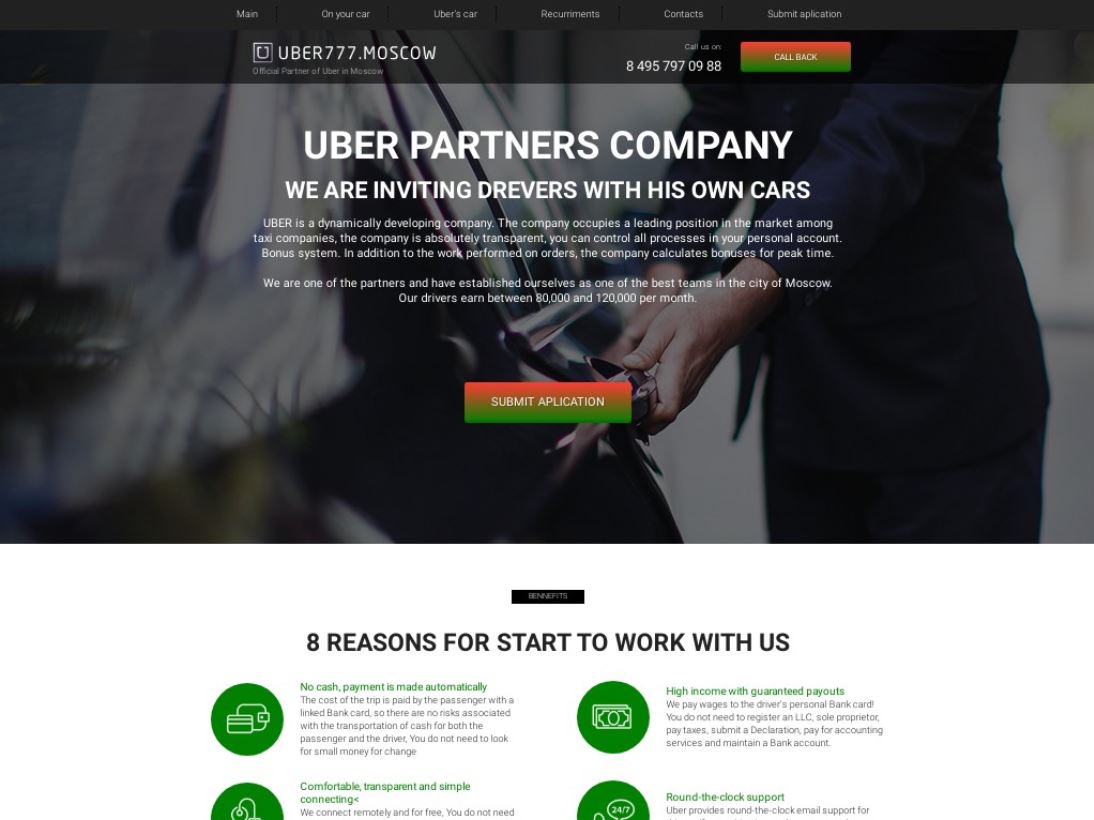 Main
On your car
Uber's car
Recurriments
Contacts
Submit aplication
UBER777.MOSCOW
Official Partner of Uber in Moscow
Call us on:
8 495 797 09 88
CALL BACK
UBER PARTNERS COMPANY
WE ARE INVITING DREVERS WITH HIS OWN CARS
UBER is a dynamically developing company. The company occupies a leading position in the market among
taxi companies, the company is absolutely transparent, you can control all processes in your personal account.
Bonus system. In addition to the work performed on orders, the company calculates bonuses for peak time.
We are one of the partners and have established ourselves as one of the best teams in the city of Moscow.
Our drivers earn between 80,000 and 120,000 per month.
SUBMIT APLICATION
BENNEFITS
8 REASONS FOR START TO WORK WITH US
No cash, payment is made automatically
The cost of the trip is paid by the passenger with a
linked Bank card, so there are no risks associated
with the transportation of cash for both the
passenger and the driver, You do not need to look
for small money for change
High income with guaranteed payouts
We pay wages to the driver's personal Bank card!
You do not need to register an LLC, sole proprietor,
pay taxes, submit a Declaration, pay for accounting
services and maintain a Bank account.
Comfortable, transparent and simple
connecting<
We connect remotely and for free, You do not need
24/7
Round-the-clock support
Uber provides round-the-clock email support for